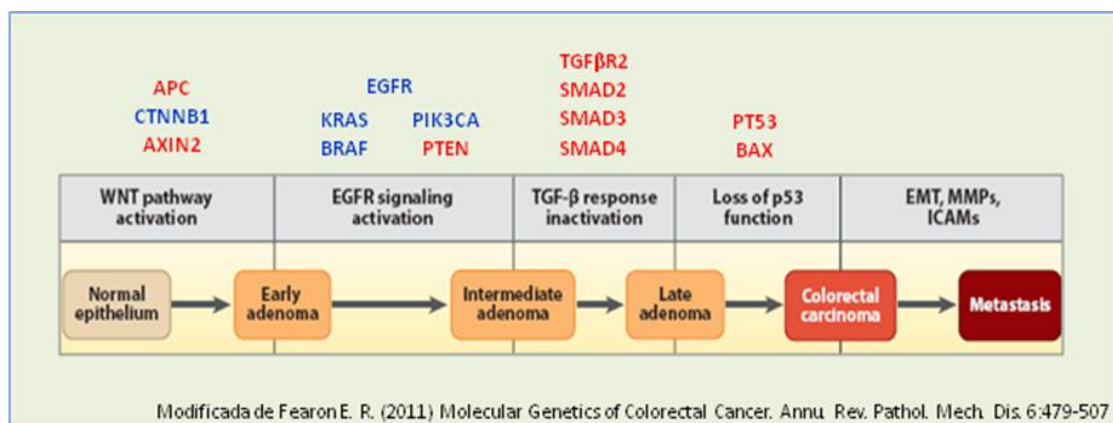 APC
CTNNB1
AXIN2
EGFR
KRAS PIK3CA
BRAF PTEN
TGFβR2
SMAD2
SMAD3
SMAD4
PT53
BAX
WNT pathway
activation
EGFR signaling
activation
TGF-β response
inactivation
Loss of p53
function
EMT, MMPs,
ICAMs
Normal
epithelium
Early
adenoma
Intermediate
adenoma
Late
adenoma
Colorectal
carcinoma
Metastasis
Modificada de Fearon E. R. (2011) Molecular Genetics of Colorectal Cancer. Annu. Rev. Pathol. Mech. Dis. 6:479-507